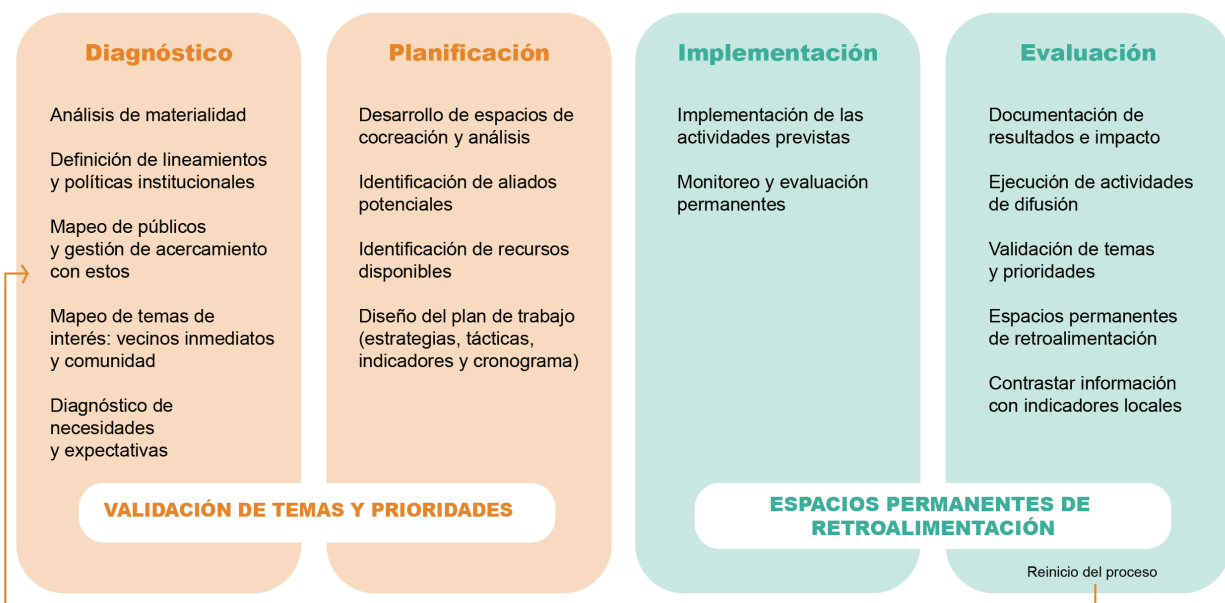 Diagnóstico
Análisis de materialidad
Definición de lineamientos
y políticas institucionales
Mapeo de públicos
y gestión de acercamiento
con estos
Mapeo de temas de
interés: vecinos inmediatos
y comunidad
Diagnóstico de
necesidades
y expectativas
Planificación
Desarrollo de espacios de
cocreación y análisis
Identificación de aliados
potenciales
Identificación de recursos
disponibles
Diseño del plan de trabajo
(estrategias, tácticas,
indicadores y cronograma)
VALIDACIÓN DE TEMAS Y PRIORIDADES
Implementación
Implementación de las
actividades previstas
Monitoreo y evaluación
permanentes
Evaluación
Documentación de
resultados e impacto
Ejecución de actividades
de difusión
Validación de temas
y prioridades
Espacios permanentes
de retroalimentación
Contrastar información
con indicadores locales
ESPACIOS PERMANENTES DE
RETROALIMENTACIÓN
Reinicio del proceso